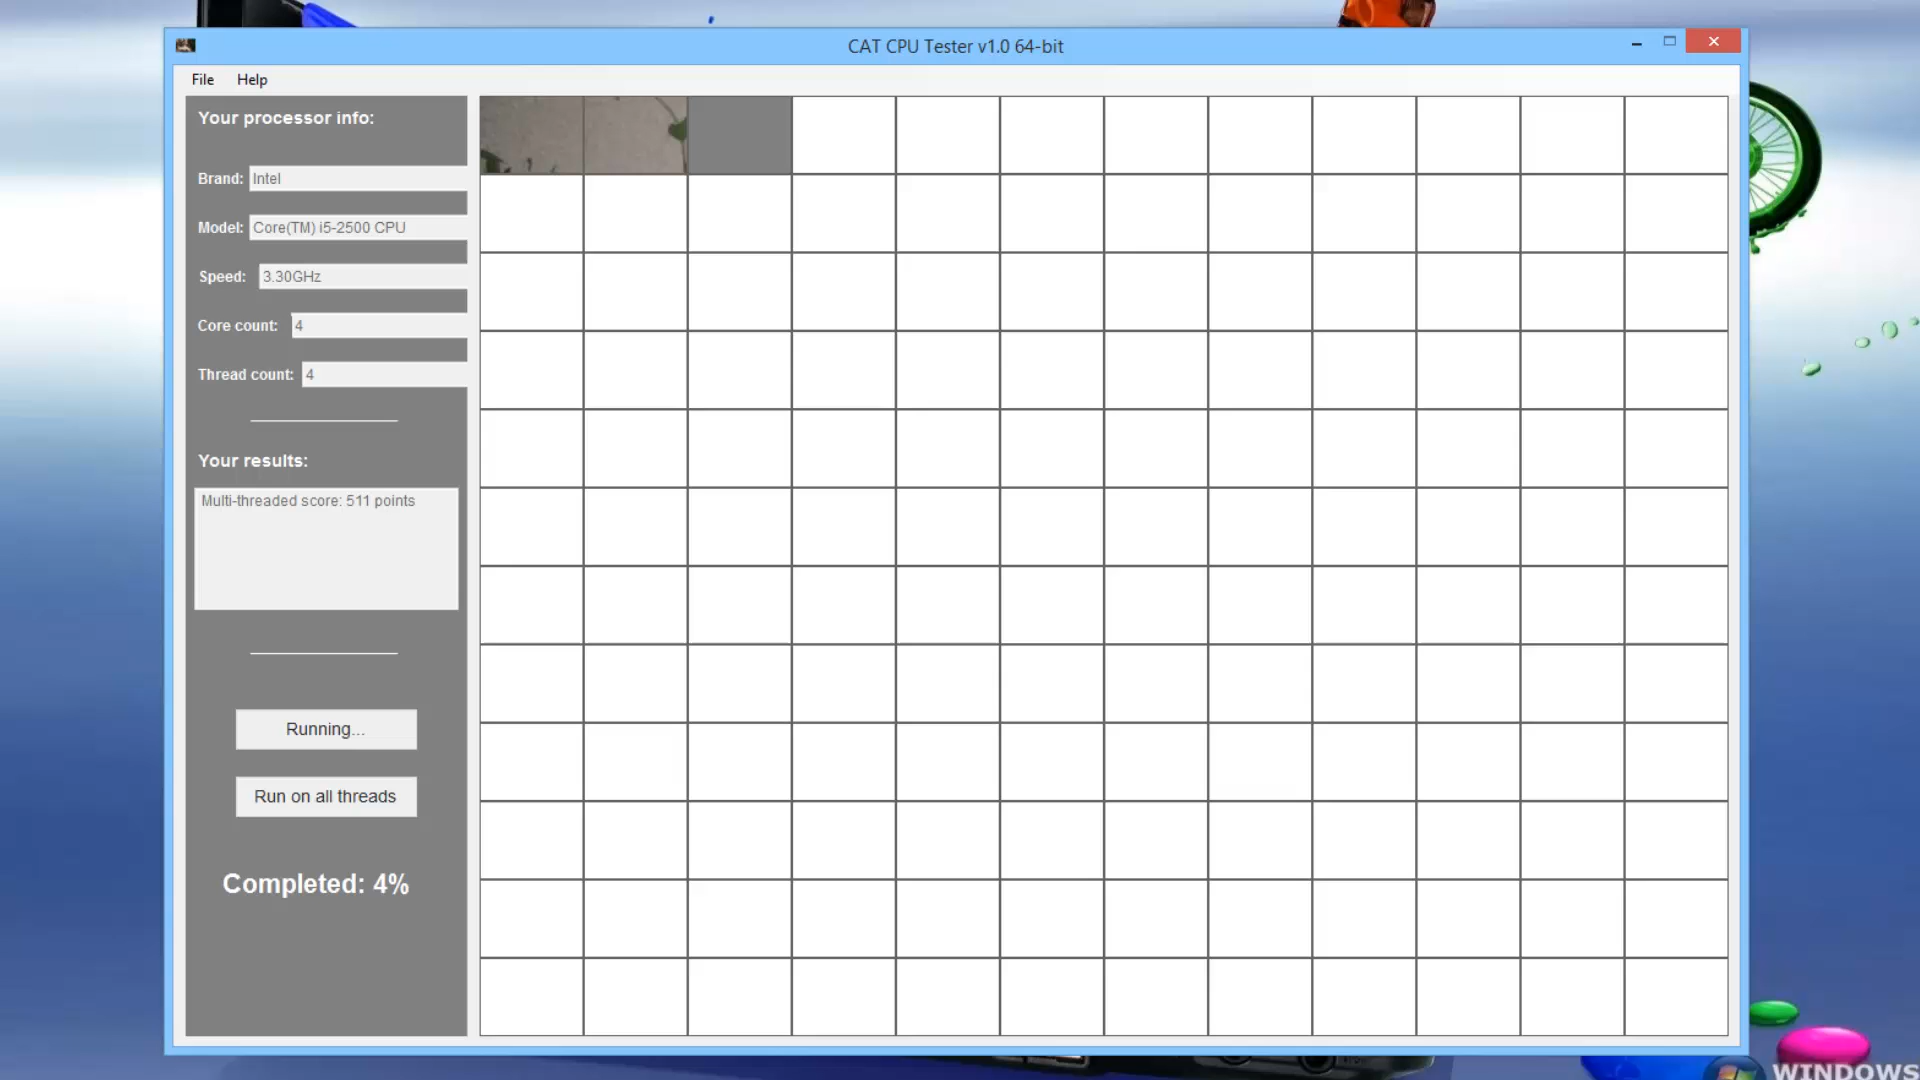 CAT CPU Tester v1.0 64-bit
File Help
Your processor info:
Brand: Intel
Model: Core(TM) i5-2500 CPU
Speed: 3.30GHz
Core count: 4
Thread count: 4
Your results:
Multi-threaded score: 511 points
Running...
Run on all threads
Completed: 4%
WINDOWS